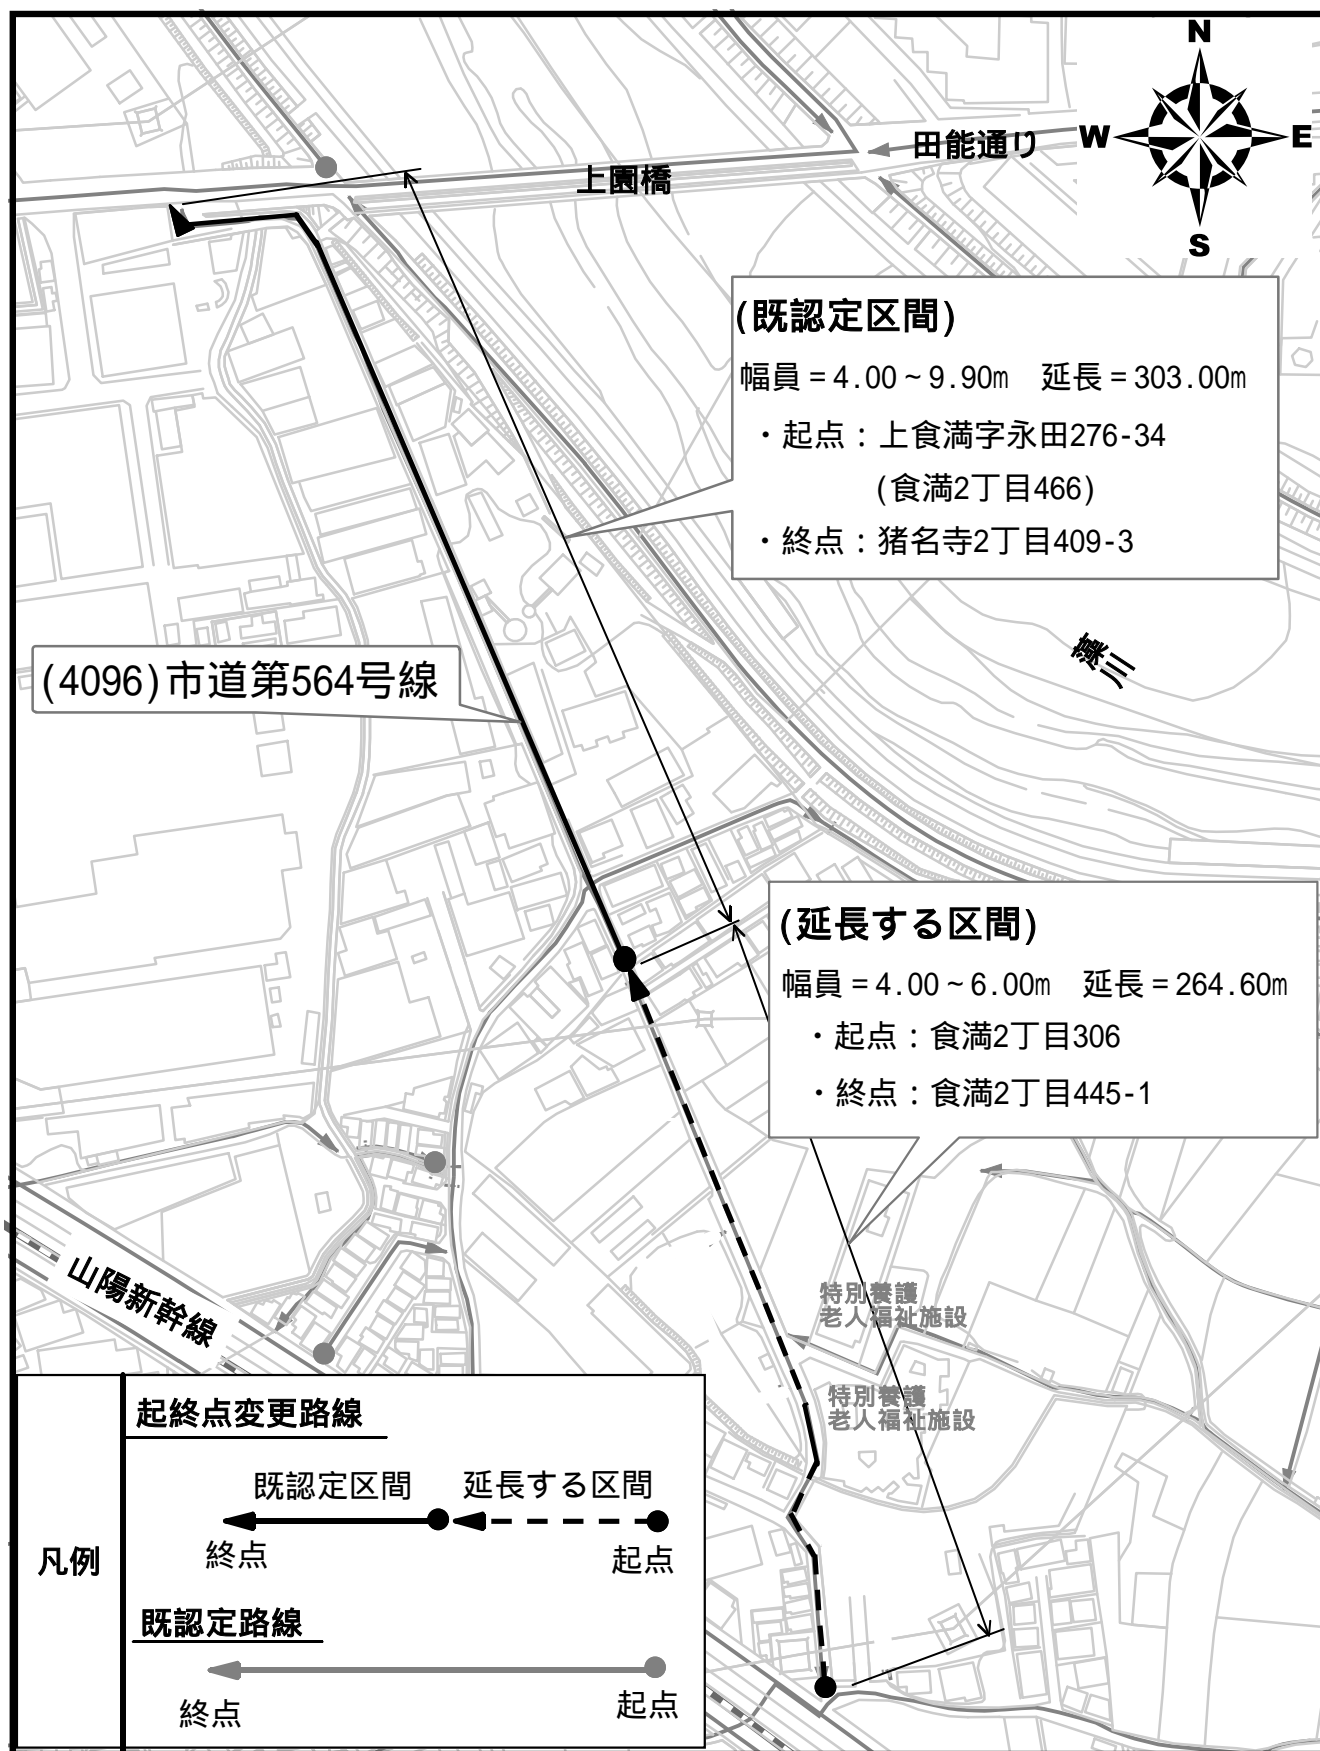 N
W
E
S
田能通り
上園橋
(既認定区間)
幅員=4.00~9.90m 延長=303.00m
・起点：上食満字永田276-34
(食満2丁目466)
・終点：猪名寺2丁目409-3
藻川
(4096)市道第564号線
(延長する区間)
幅員=4.00~6.00m 延長=264.60m
・起点：食満2丁目306
・終点：食満2丁目445-1
山陽新幹線
特別養護
老人福祉施設
特別養護
老人福祉施設
凡例
起終点変更路線
既認定区間 延長する区間
終点 起点
既認定路線
終点 起点